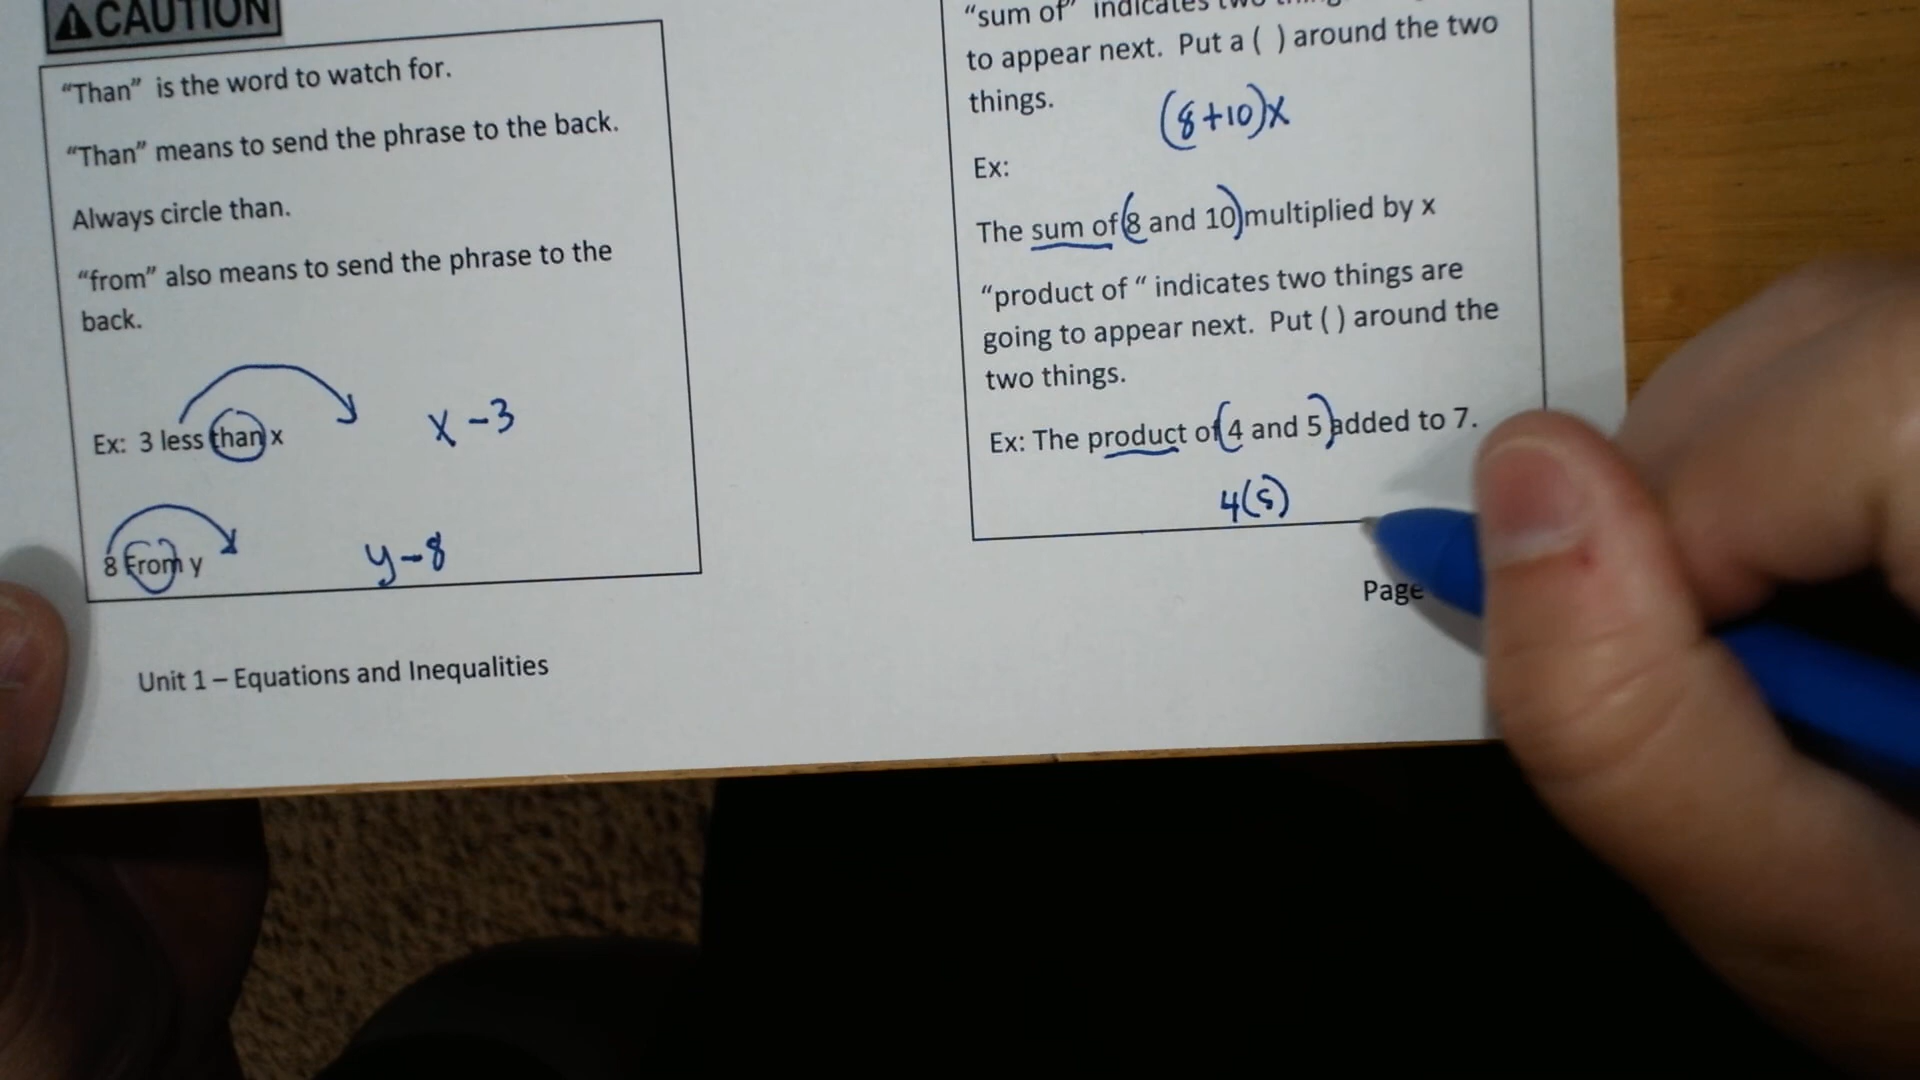 CAUTION
“Than” is the word to watch for.
“Than” means to send the phrase to the back.
Always circle than.
“from” also means to send the phrase to the
back.
Ex: 3 less than x
x - 3
8 From y
y - 8
Unit 1 – Equations and Inequalities
“sum of” indicates two
to appear next. Put a ( ) around the two
things.
(8+10)x
Ex:
The sum of (8 and 10) multiplied by x
“product of “ indicates two things are
going to appear next. Put ( ) around the
two things.
Ex: The product of (4 and 5) added to 7.
4(5)
Page